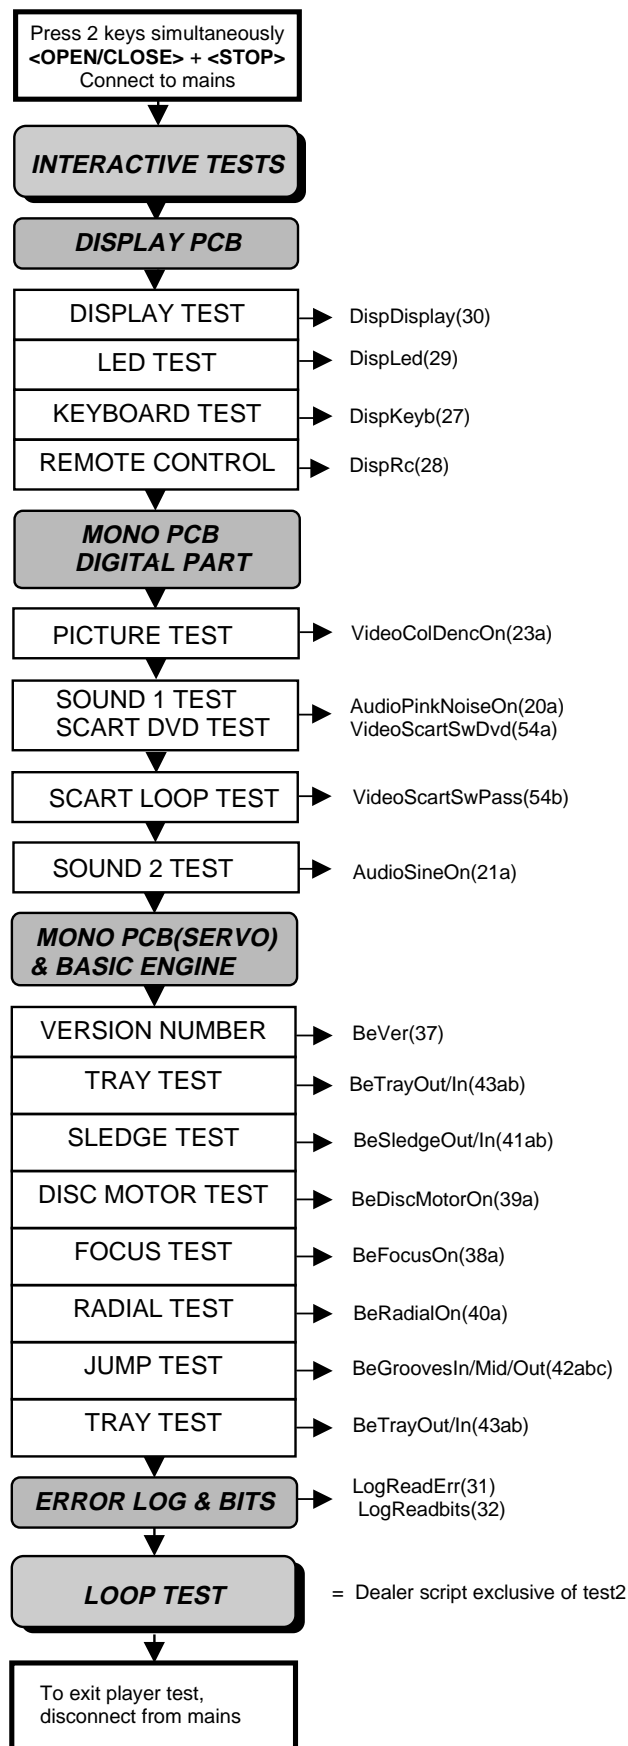 Press 2 keys simultaneously
<OPEN/CLOSE> + <STOP>
Connect to mains
INTERACTIVE TESTS
DISPLAY PCB
DISPLAY TEST
DispDisplay(30)
LED TEST
DispLed(29)
KEYBOARD TEST
DispKeyb(27)
REMOTE CONTROL
DispRc(28)
MONO PCB
DIGITAL PART
PICTURE TEST
VideoColDencOn(23a)
SOUND 1 TEST
AudioPinkNoiseOn(20a)
SCART DVD TEST
VideoScartSwDvd(54a)
SCART LOOP TEST
VideoScartSwPass(54b)
SOUND 2 TEST
AudioSineOn(21a)
MONO PCB(SERVO)
& BASIC ENGINE
VERSION NUMBER
BeVer(37)
TRAY TEST
BeTrayOut/In(43ab)
SLEDGE TEST
BeSledgeOut/In(41ab)
DISC MOTOR TEST
BeDiscMotorOn(39a)
FOCUS TEST
BeFocusOn(38a)
RADIAL TEST
BeRadialOn(40a)
JUMP TEST
BeGroovesIn/Mid/Out(42abc)
TRAY TEST
BeTrayOut/In(43ab)
ERROR LOG & BITS
LogReadErr(31)
LogReadbits(32)
LOOP TEST
= Dealer script exclusive of test2
To exit player test,
disconnect from mains